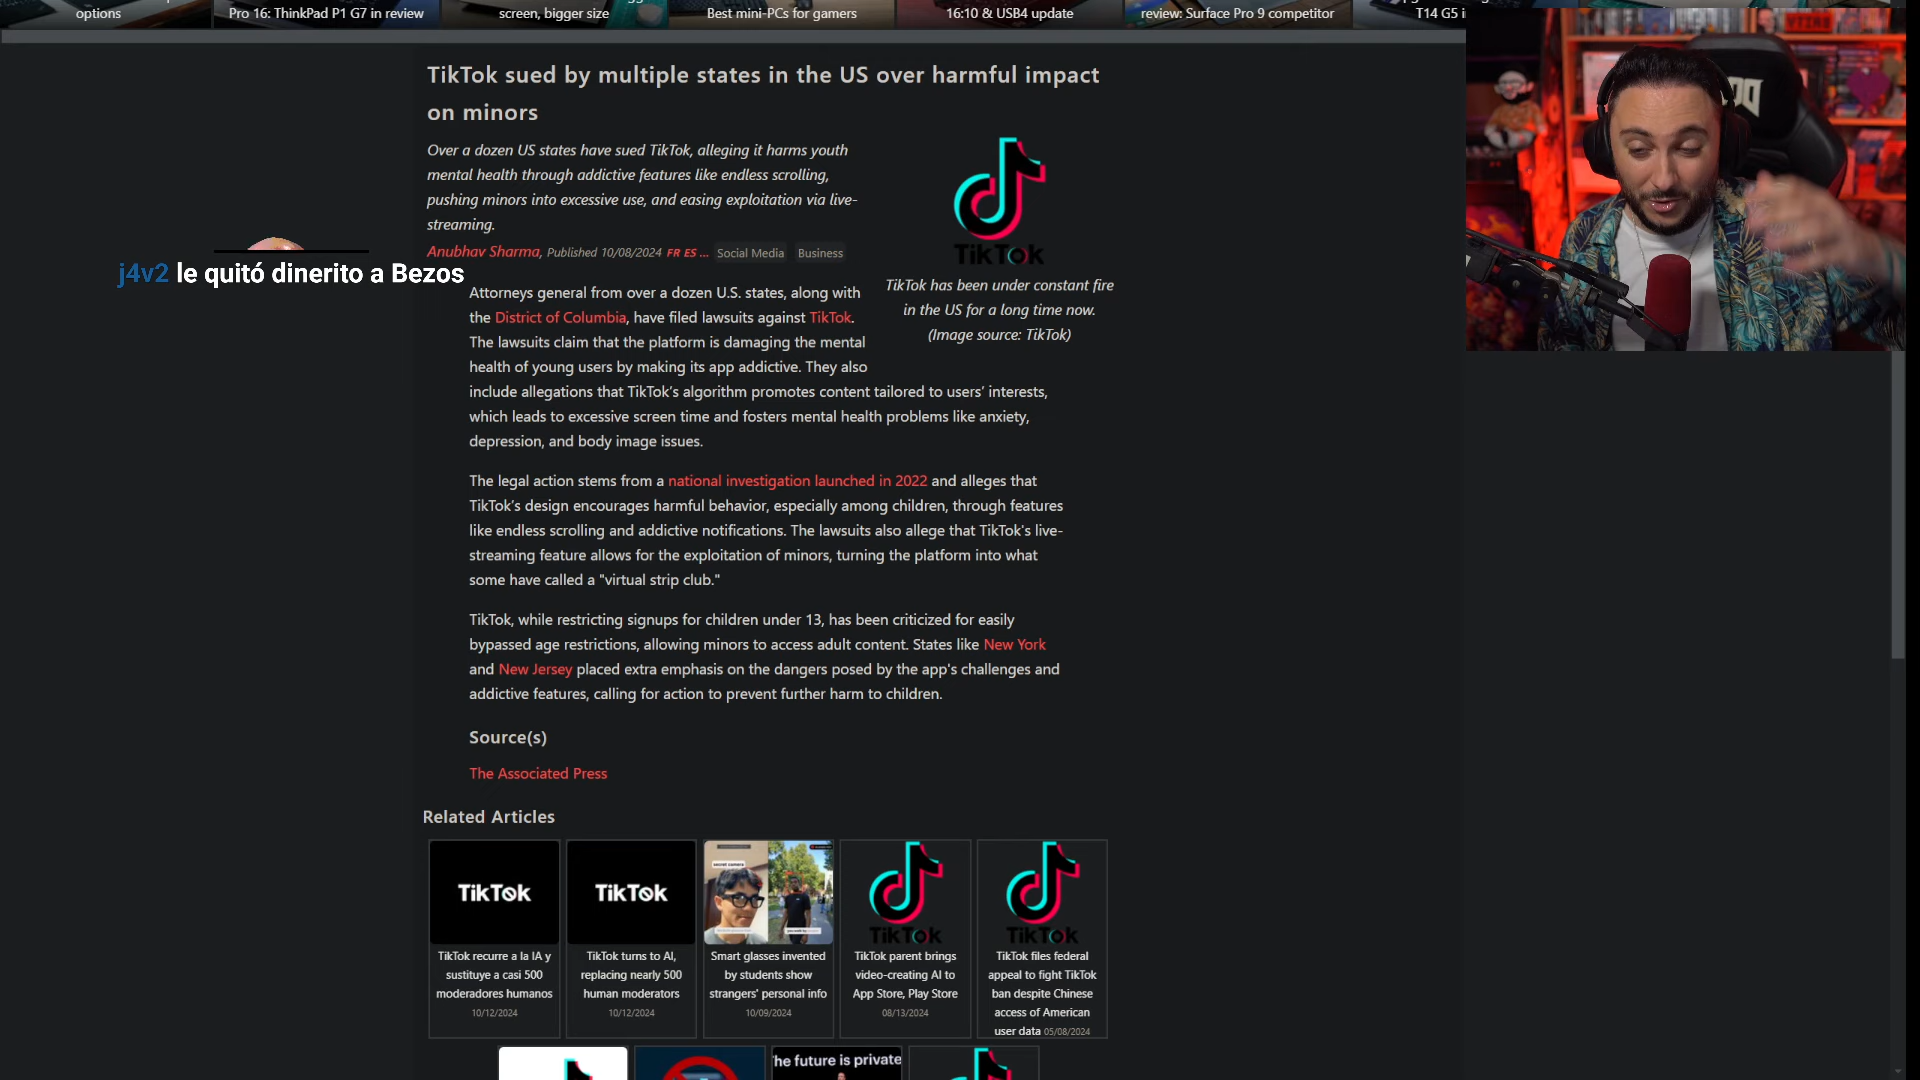 options
Pro 16: ThinkPad P1 G7 in review
screen, bigger size
Best mini-PCs for gamers
16:10 & USB4 update
review: Surface Pro 9 competitor
T14 G5 i
TikTok sued by multiple states in the US over harmful impact
on minors
Over a dozen US states have sued TikTok, alleging it harms youth
mental health through addictive features like endless scrolling,
pushing minors into excessive use, and easing exploitation via live-
streaming.
Anubhav Sharma, Published 10/08/2024 FR ES ... Social Media Business
TikTok
TikTok has been under constant fire
in the US for a long time now.
(Image source: TikTok)
j4v2 le quitó dinerito a Bezos
Attorneys general from over a dozen U.S. states, along with
the District of Columbia, have filed lawsuits against TikTok.
The lawsuits claim that the platform is damaging the mental
health of young users by making its app addictive. They also
include allegations that TikTok’s algorithm promotes content tailored to users’ interests,
which leads to excessive screen time and fosters mental health problems like anxiety,
depression, and body image issues.
The legal action stems from a national investigation launched in 2022 and alleges that
TikTok’s design encourages harmful behavior, especially among children, through features
like endless scrolling and addictive notifications. The lawsuits also allege that TikTok's live-
streaming feature allows for the exploitation of minors, turning the platform into what
some have called a "virtual strip club."
TikTok, while restricting signups for children under 13, has been criticized for easily
bypassed age restrictions, allowing minors to access adult content. States like New York
and New Jersey placed extra emphasis on the dangers posed by the app's challenges and
addictive features, calling for action to prevent further harm to children.
Source(s)
The Associated Press
Related Articles
TikTok
TikTok recurre a la IA y
sustituye a casi 500
moderadores humanos
10/12/2024
TikTok
TikTok turns to AI,
replacing nearly 500
human moderators
10/12/2024
secret camera
Smart glasses invented
by students show
strangers' personal info
10/09/2024
TikTok
TikTok parent brings
video-creating AI to
App Store, Play Store
08/13/2024
TikTok
TikTok files federal
appeal to fight TikTok
ban despite Chinese
access of American
user data 05/08/2024
he future is private